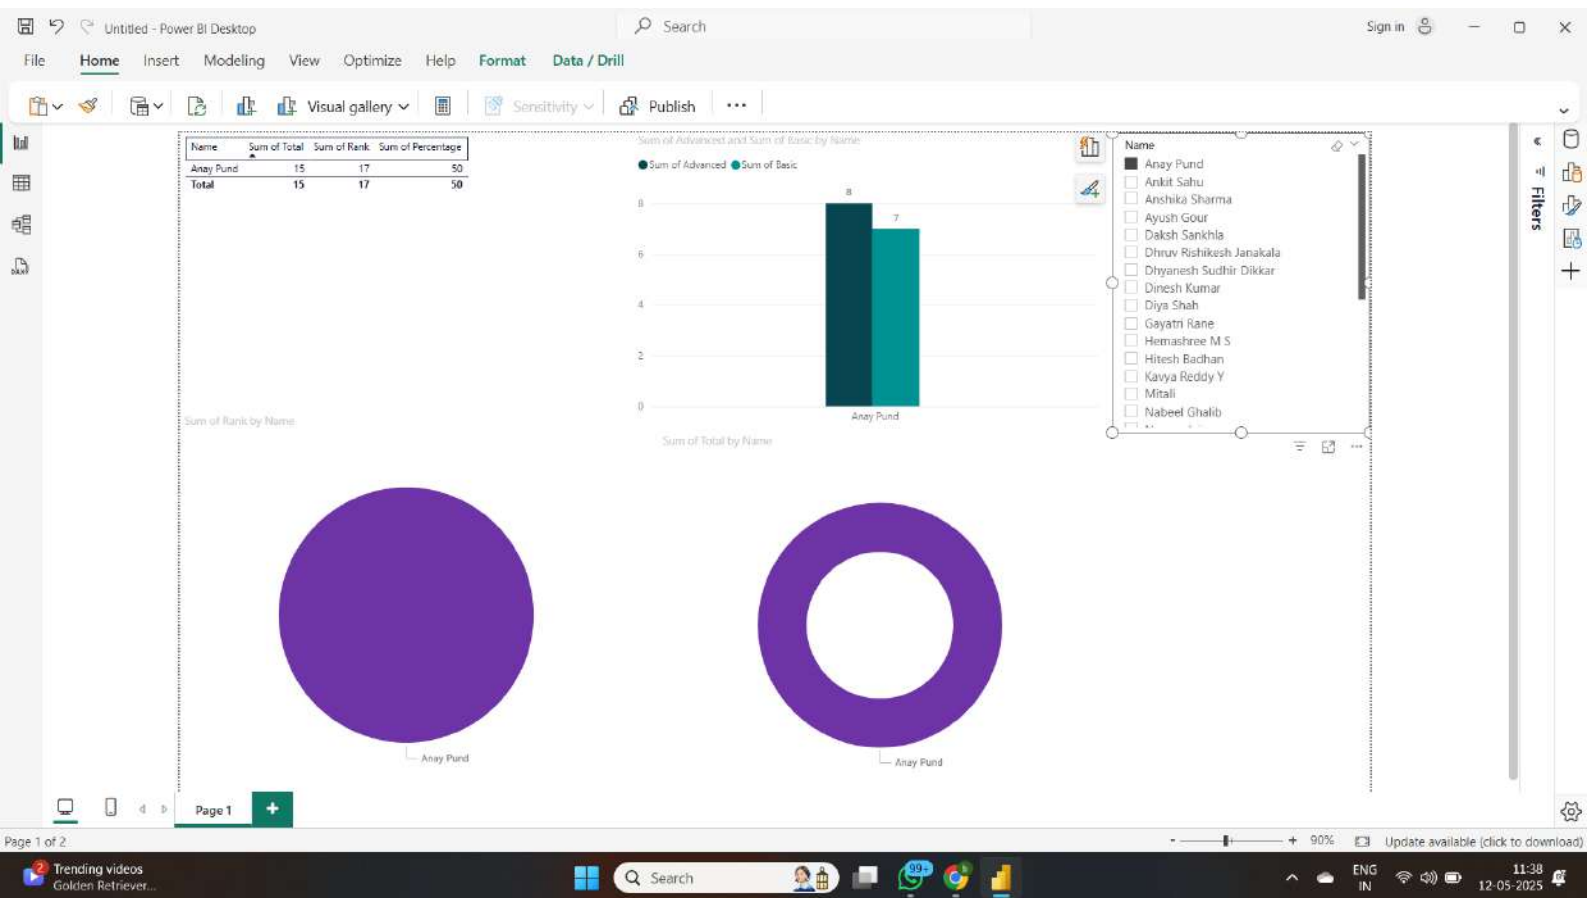 Untitled - Power BI Desktop
Search
Sign in
File Home Insert Modeling View Optimize Help Format Data / Drill
Visual gallery
Sensitivity
Publish
Name Sum of Total Sum of Rank Sum of Percentage
Anay Pund 15 17 50
Total 15 17 50
Sum of Advanced and Sum of Basic by Name
Sum of Advanced Sum of Basic
8
7
8
6
4
2
0
Anay Pund
Name
Anay Pund
Ankit Sahu
Anshika Sharma
Ayush Gour
Daksh Sankhla
Dhruv Rishikesh Janakala
Dhyanesh Sudhir Dikkar
Dinesh Kumar
Diya Shah
Gayatri Rane
Hemashree M S
Hitesh Badhan
Kavya Reddy Y
Mitali
Nabeel Ghalib
Filters
Sum of Rank by Name
Anay Pund
Sum of Total by Name
Anay Pund
Page 1
Page 1 of 2
- + 90%
Update available (click to download)
2
Trending videos
Golden Retriever...
Search
99+
ENG
IN
11:38
12-05-2025